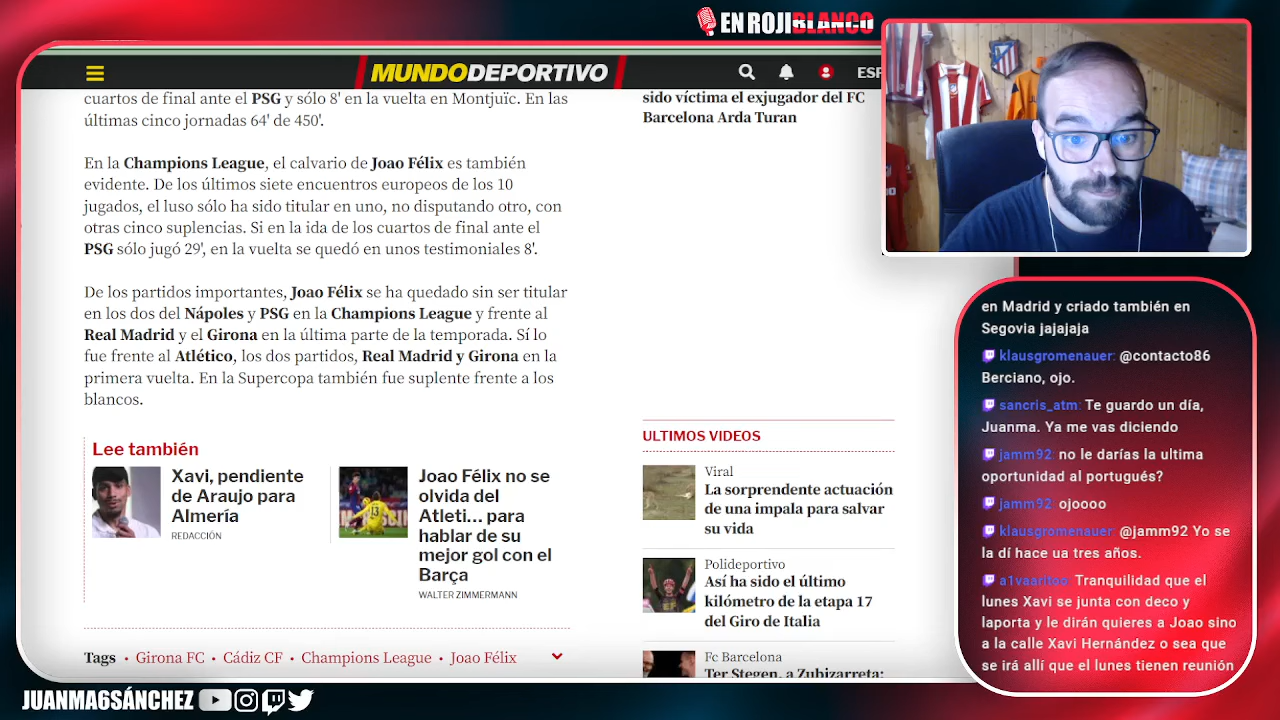 EN ROJIBLANCO
MUNDODEPORTIVO
ESP
cuartos de final ante el PSG y sólo 8' en la vuelta en Montjuïc. En las
últimas cinco jornadas 64' de 450'.
En la Champions League, el calvario de Joao Félix es también
evidente. De los últimos siete encuentros europeos de los 10
jugados, el luso sólo ha sido titular en uno, no disputando otro, con
otras cinco suplencias. Si en la ida de los cuartos de final ante el
PSG sólo jugó 29', en la vuelta se quedó en unos testimoniales 8'.
De los partidos importantes, Joao Félix se ha quedado sin ser titular
en los dos del Nápoles y PSG en la Champions League y frente al
Real Madrid y el Girona en la última parte de la temporada. Sí lo
fue frente al Atlético, los dos partidos, Real Madrid y Girona en la
primera vuelta. En la Supercopa también fue suplente frente a los
blancos.
Lee también
Xavi, pendiente
de Araujo para
Almería
REDACCIÓN
Joao Félix no se
olvida del
Atleti... para
hablar de su
mejor gol con el
Barça
WALTER ZIMMERMANN
Tags • Girona FC • Cádiz CF • Champions League • Joao Félix
sido víctima el exjugador del FC
Barcelona Arda Turan
ULTIMOS VIDEOS
Viral
La sorprendente actuación
de una impala para salvar
su vida
Polideportivo
Así ha sido el último
kilómetro de la etapa 17
del Giro de Italia
Fc Barcelona
Ter Stegen, a Zubizarreta:
en Madrid y criado también en
Segovia jajajaja
klausgromenauer: @contacto86
Berciano, ojo.
sancris_atm: Te guardo un día,
Juanma. Ya me vas diciendo
jamm92: no le darías la ultima
oportunidad al portugués?
jamm92: ojoooo
klausgromenauer: @jamm92 Yo se
la dí hace ua tres años.
a1vaaritoo: Tranquilidad que el
lunes Xavi se junta con deco y
laporta y le dirán quieres a Joao sino
a la calle Xavi Hernández o sea que
se irá allí que el lunes tienen reunión
JUANMA6SÁNCHEZ